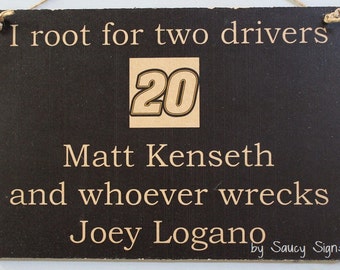 I root for two drivers
20
Matt Kenseth
and whoever wrecks
Joey Logano
by Saucy Signs